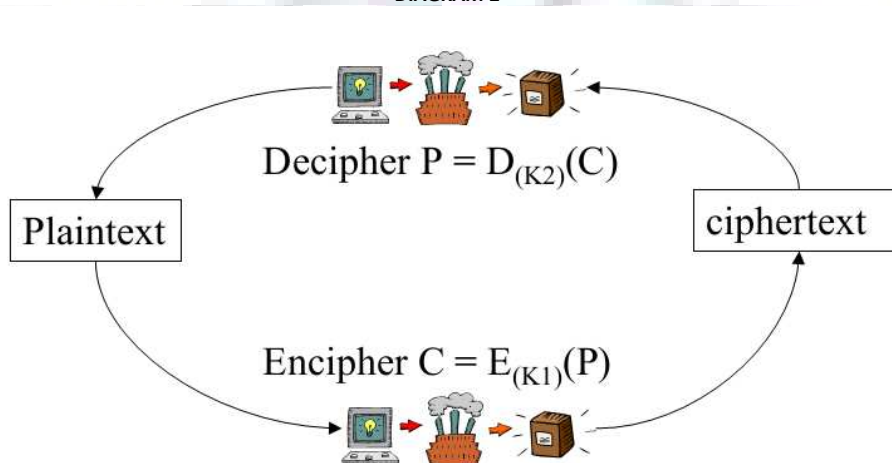 Decipher P = D(K2)(C)
Plaintext
ciphertext
Encipher C = E(K1)(P)